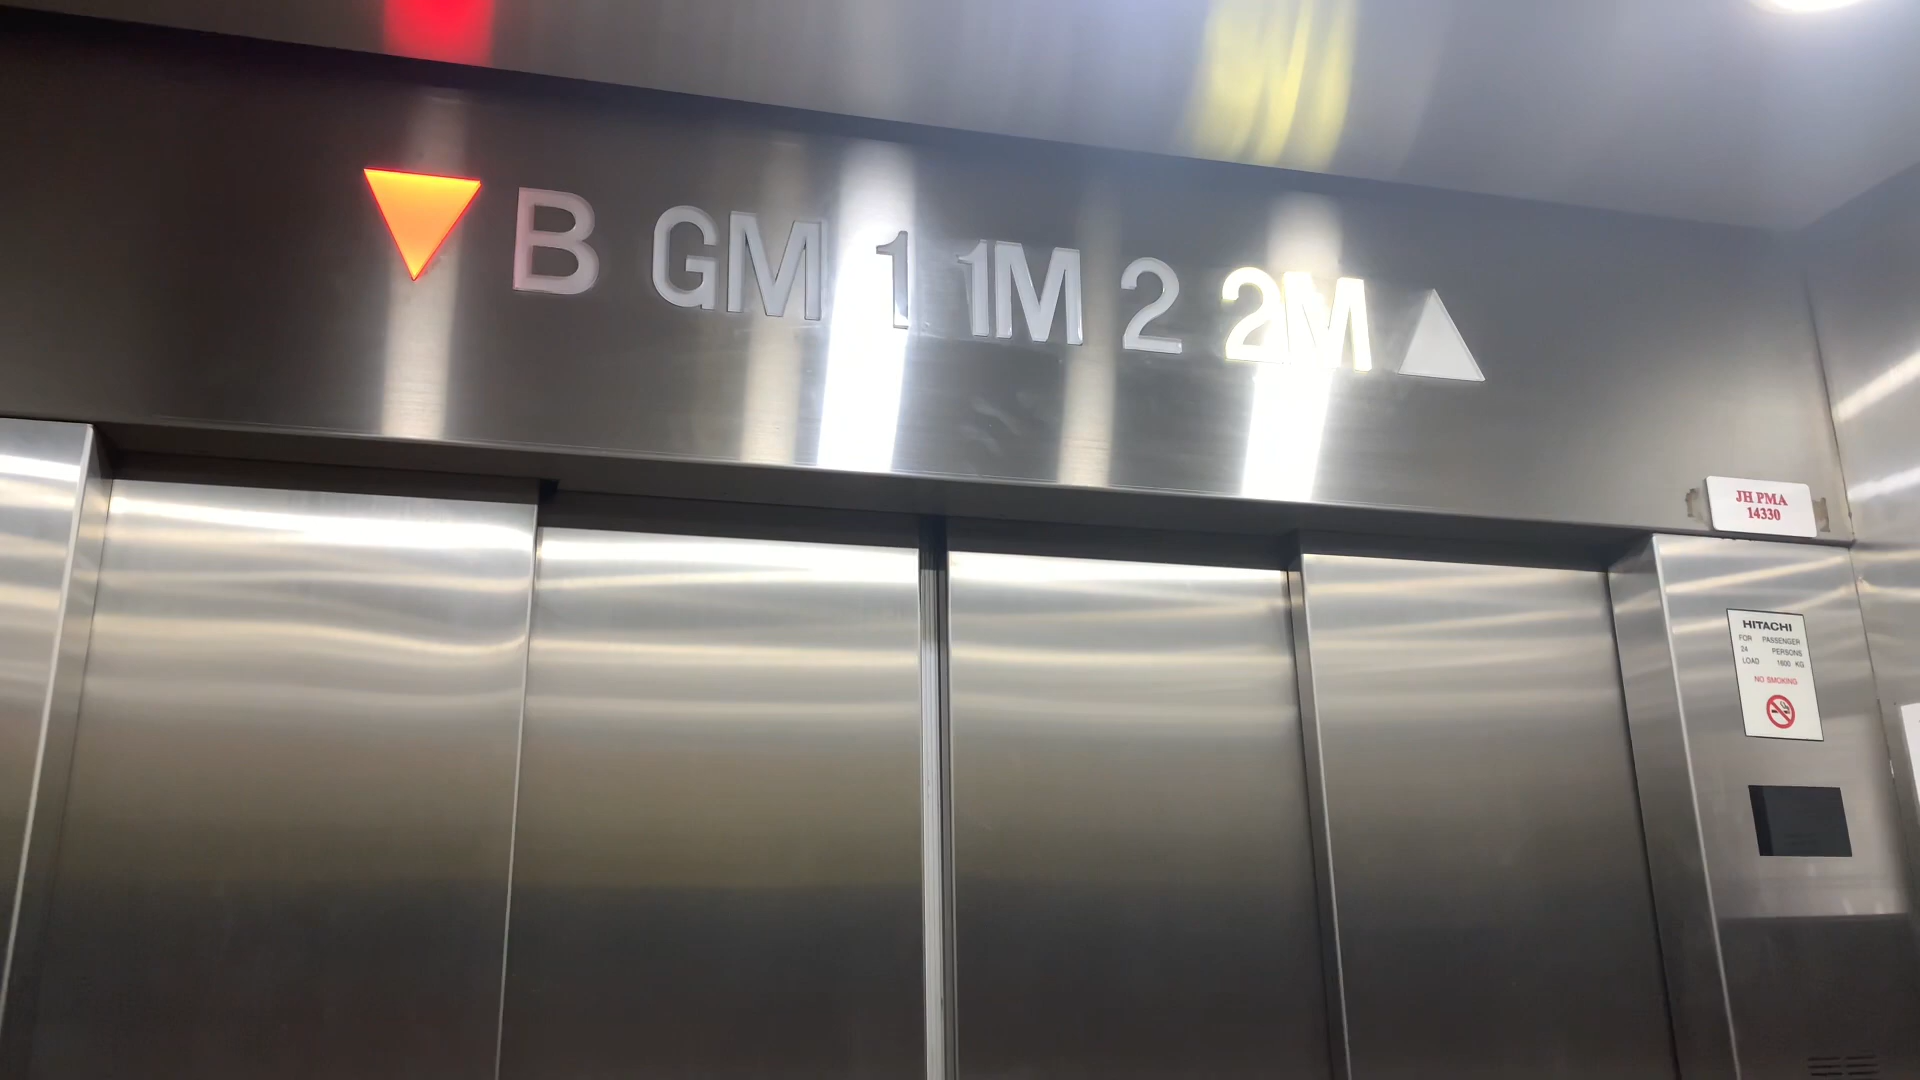 B GM 1 1M 2 2M
JH PMA
14330
HITACHI
FOR PASSENGER
24 PERSONS
LOAD 1600 KG
NO SMOKING